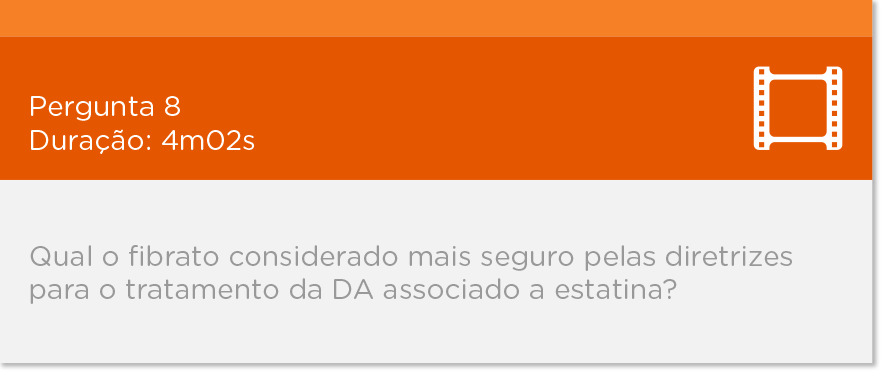 Pergunta 8
Duração: 4m02s
Qual o fibrato considerado mais seguro pelas diretrizes
para o tratamento da DA associado a estatina?